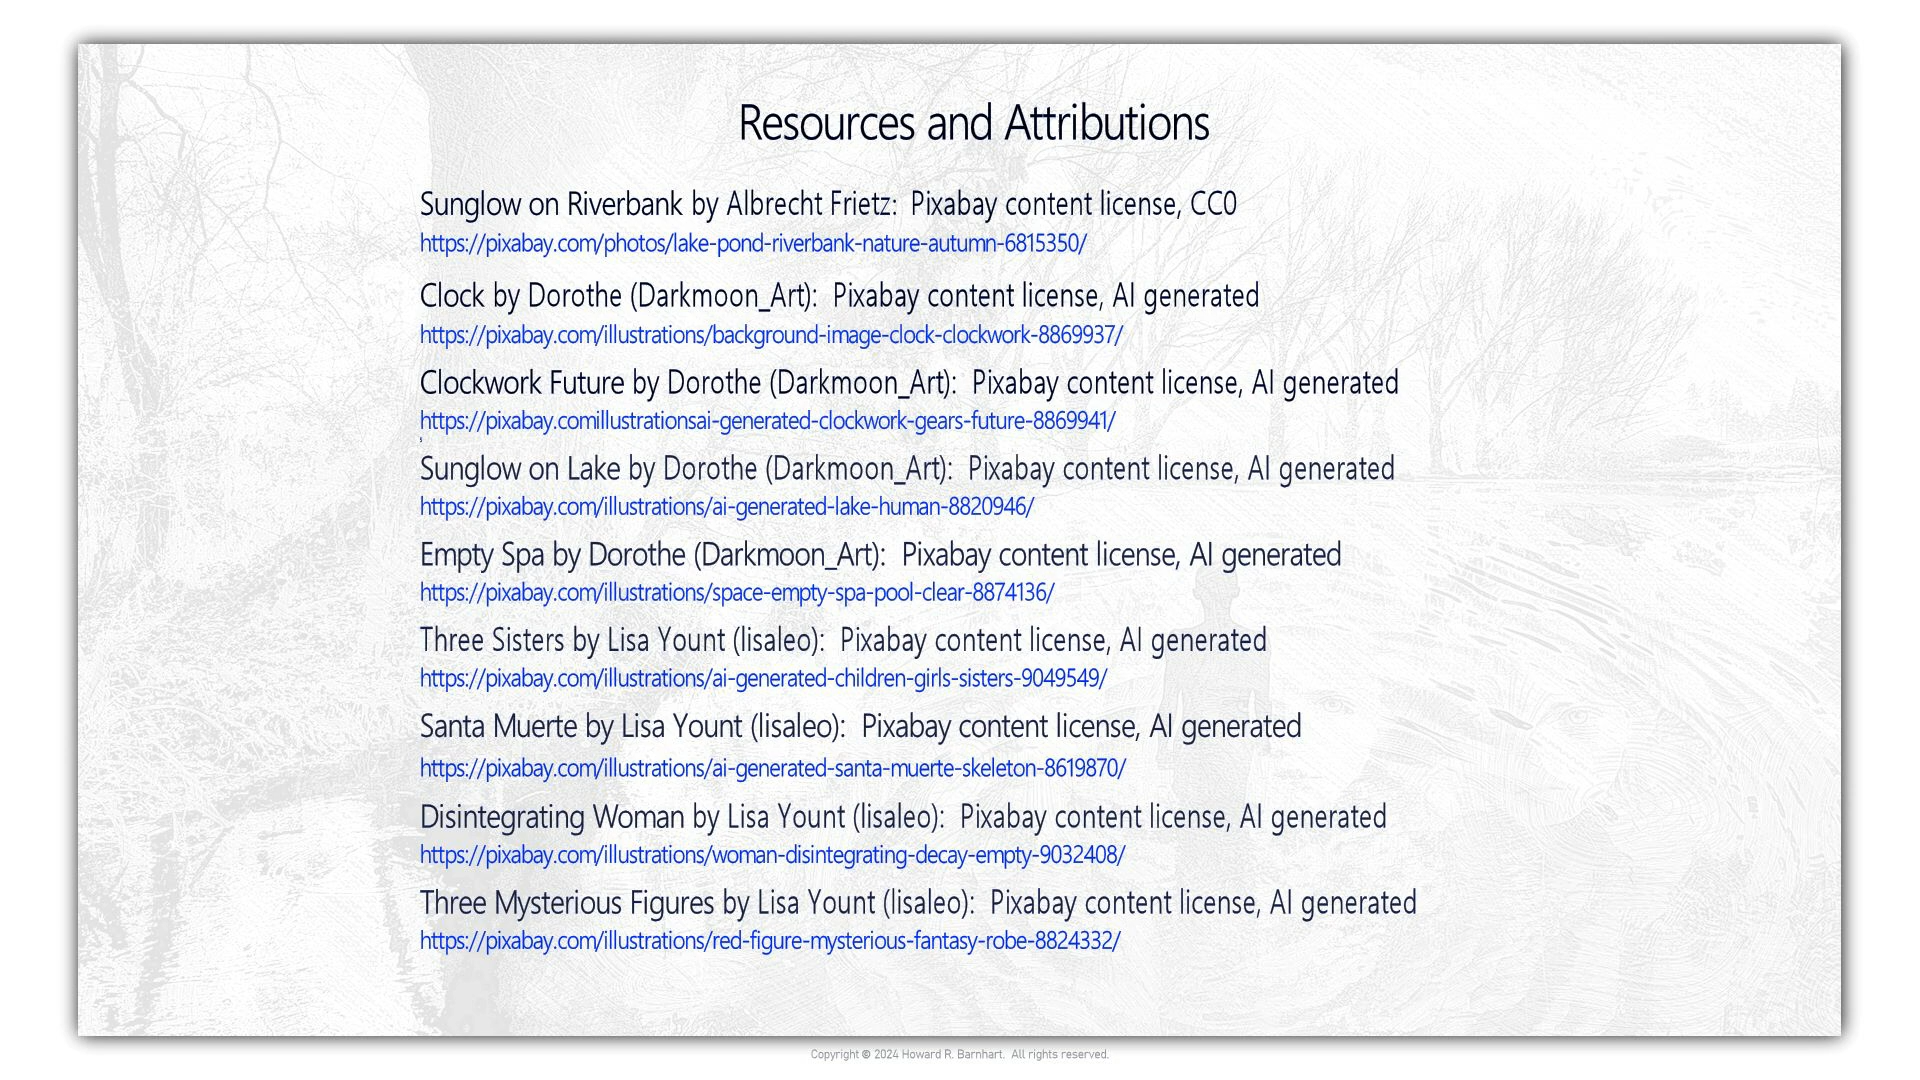 Resources and Attributions
Sunglow on Riverbank by Albrecht Frietz:  Pixabay content license, CC0
https://pixabay.com/photos/lake-pond-riverbank-nature-autumn-6815350/
Clock by Dorothe (Darkmoon_Art):  Pixabay content license, AI generated
https://pixabay.com/illustrations/background-image-clock-clockwork-8869937/
Clockwork Future by Dorothe (Darkmoon_Art):  Pixabay content license, AI generated
https://pixabay.comillustrationsai-generated-clockwork-gears-future-8869941/
Sunglow on Lake by Dorothe (Darkmoon_Art):  Pixabay content license, AI generated
https://pixabay.com/illustrations/ai-generated-lake-human-8820946/
Empty Spa by Dorothe (Darkmoon_Art):  Pixabay content license, AI generated
https://pixabay.com/illustrations/space-empty-spa-pool-clear-8874136/
Three Sisters by Lisa Yount (lisaleo):  Pixabay content license, AI generated
https://pixabay.com/illustrations/ai-generated-children-girls-sisters-9049549/
Santa Muerte by Lisa Yount (lisaleo):  Pixabay content license, AI generated
https://pixabay.com/illustrations/ai-generated-santa-muerte-skeleton-8619870/
Disintegrating Woman by Lisa Yount (lisaleo):  Pixabay content license, AI generated
https://pixabay.com/illustrations/woman-disintegrating-decay-empty-9032408/
Three Mysterious Figures by Lisa Yount (lisaleo):  Pixabay content license, AI generated
https://pixabay.com/illustrations/red-figure-mysterious-fantasy-robe-8824332/
Copyright © 2024 Howard R. Barnhart.  All rights reserved.